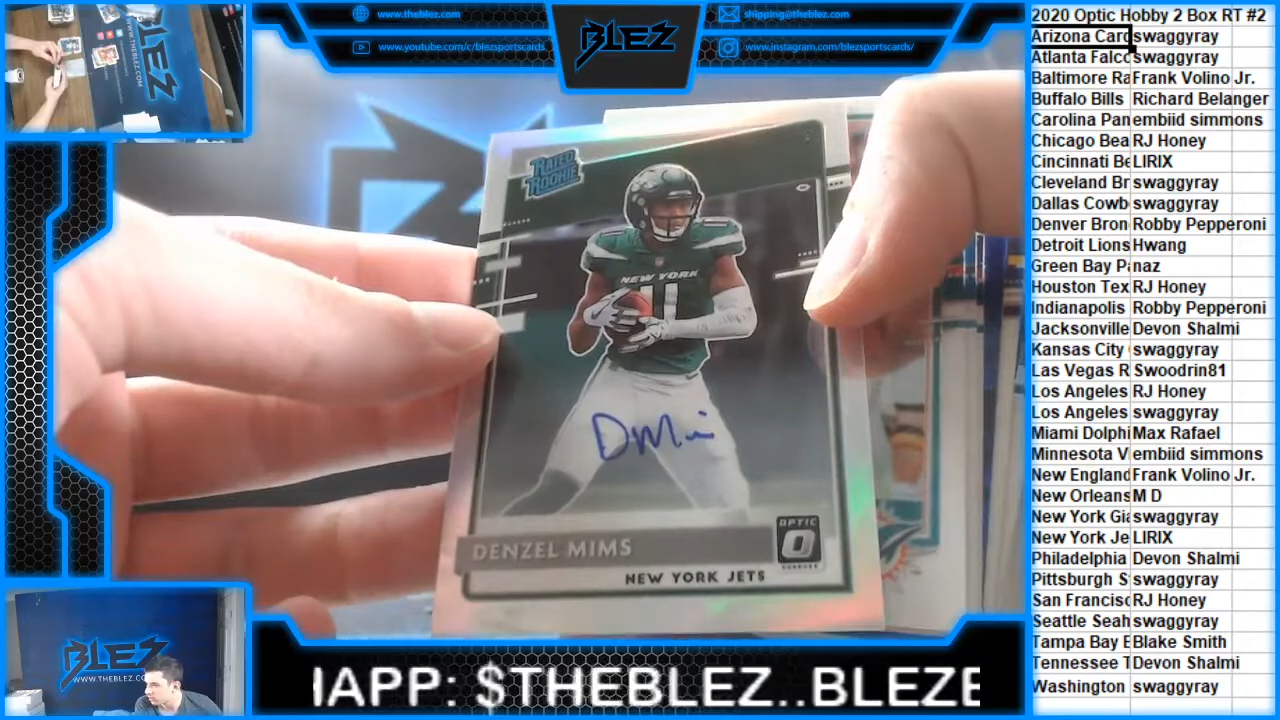 www.theblez.com
shipping@theblez.com
www.youtube.com/c/blezsportscards
www.instagram.com/blezsportscards/
BLEZ
WWW.THEBLEZ.COM
BLEZ
RATED ROOKIE
NEW YORK
11
DENZEL MIMS
NEW YORK JETS
OPTIC
BLEZ
IAPP: $THEBLEZ..BLEZE
2020 Optic Hobby 2 Box RT #2
Arizona Card swaggyray
Atlanta Falco swaggyray
Baltimore Ra Frank Volino Jr.
Buffalo Bills Richard Belanger
Carolina Pan embiid simmons
Chicago Bea RJ Honey
Cincinnati Be LIRIX
Cleveland Br swaggyray
Dallas Cowb swaggyray
Denver Bron Robby Pepperoni
Detroit Lions Hwang
Green Bay P naz
Houston Tex RJ Honey
Indianapolis Robby Pepperoni
Jacksonville Devon Shalmi
Kansas City swaggyray
Las Vegas R Swoodrin81
Los Angeles RJ Honey
Los Angeles swaggyray
Miami Dolphi Max Rafael
Minnesota V embiid simmons
New England Frank Volino Jr.
New Orleans M D
New York Gia swaggyray
New York Je LIRIX
Philadelphia Devon Shalmi
Pittsburgh S swaggyray
San Francisc RJ Honey
Seattle Seah swaggyray
Tampa Bay B Blake Smith
Tennessee T Devon Shalmi
Washington swaggyray